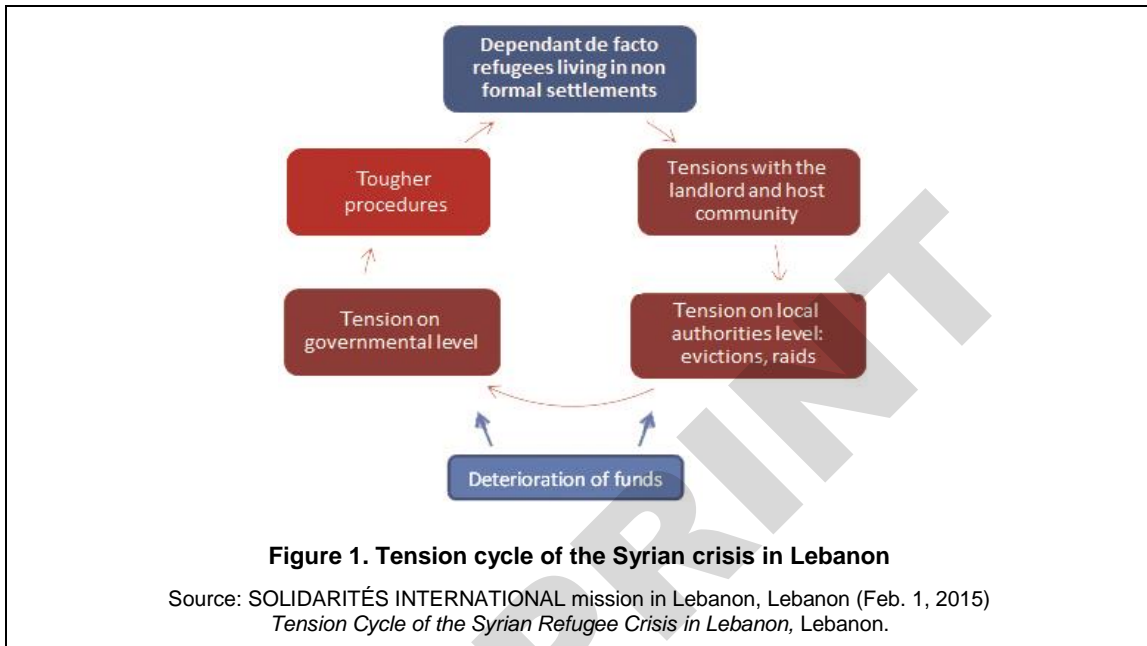 Dependant de facto
refugees living in non
formal settlements
Tougher
procedures
Tensions with the
landlord and host
community
Tension on
governmental level
Tension on local
authorities level:
evictions, raids
Deterioration of funds
Figure 1. Tension cycle of the Syrian crisis in Lebanon
Source: SOLIDARITÉS INTERNATIONAL mission in Lebanon, Lebanon (Feb. 1, 2015)
Tension Cycle of the Syrian Refugee Crisis in Lebanon, Lebanon.
PRINT